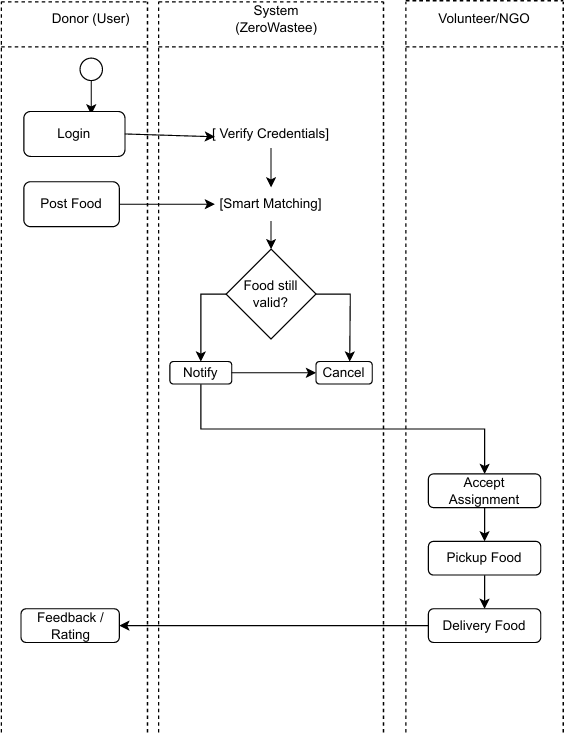 Donor (User)
System
(ZeroWastee)
Volunteer/NGO
Login
[ Verify Credentials]
Post Food
[Smart Matching]
Food still
valid?
Notify
Cancel
Accept
Assignment
Pickup Food
Feedback /
Rating
Delivery Food